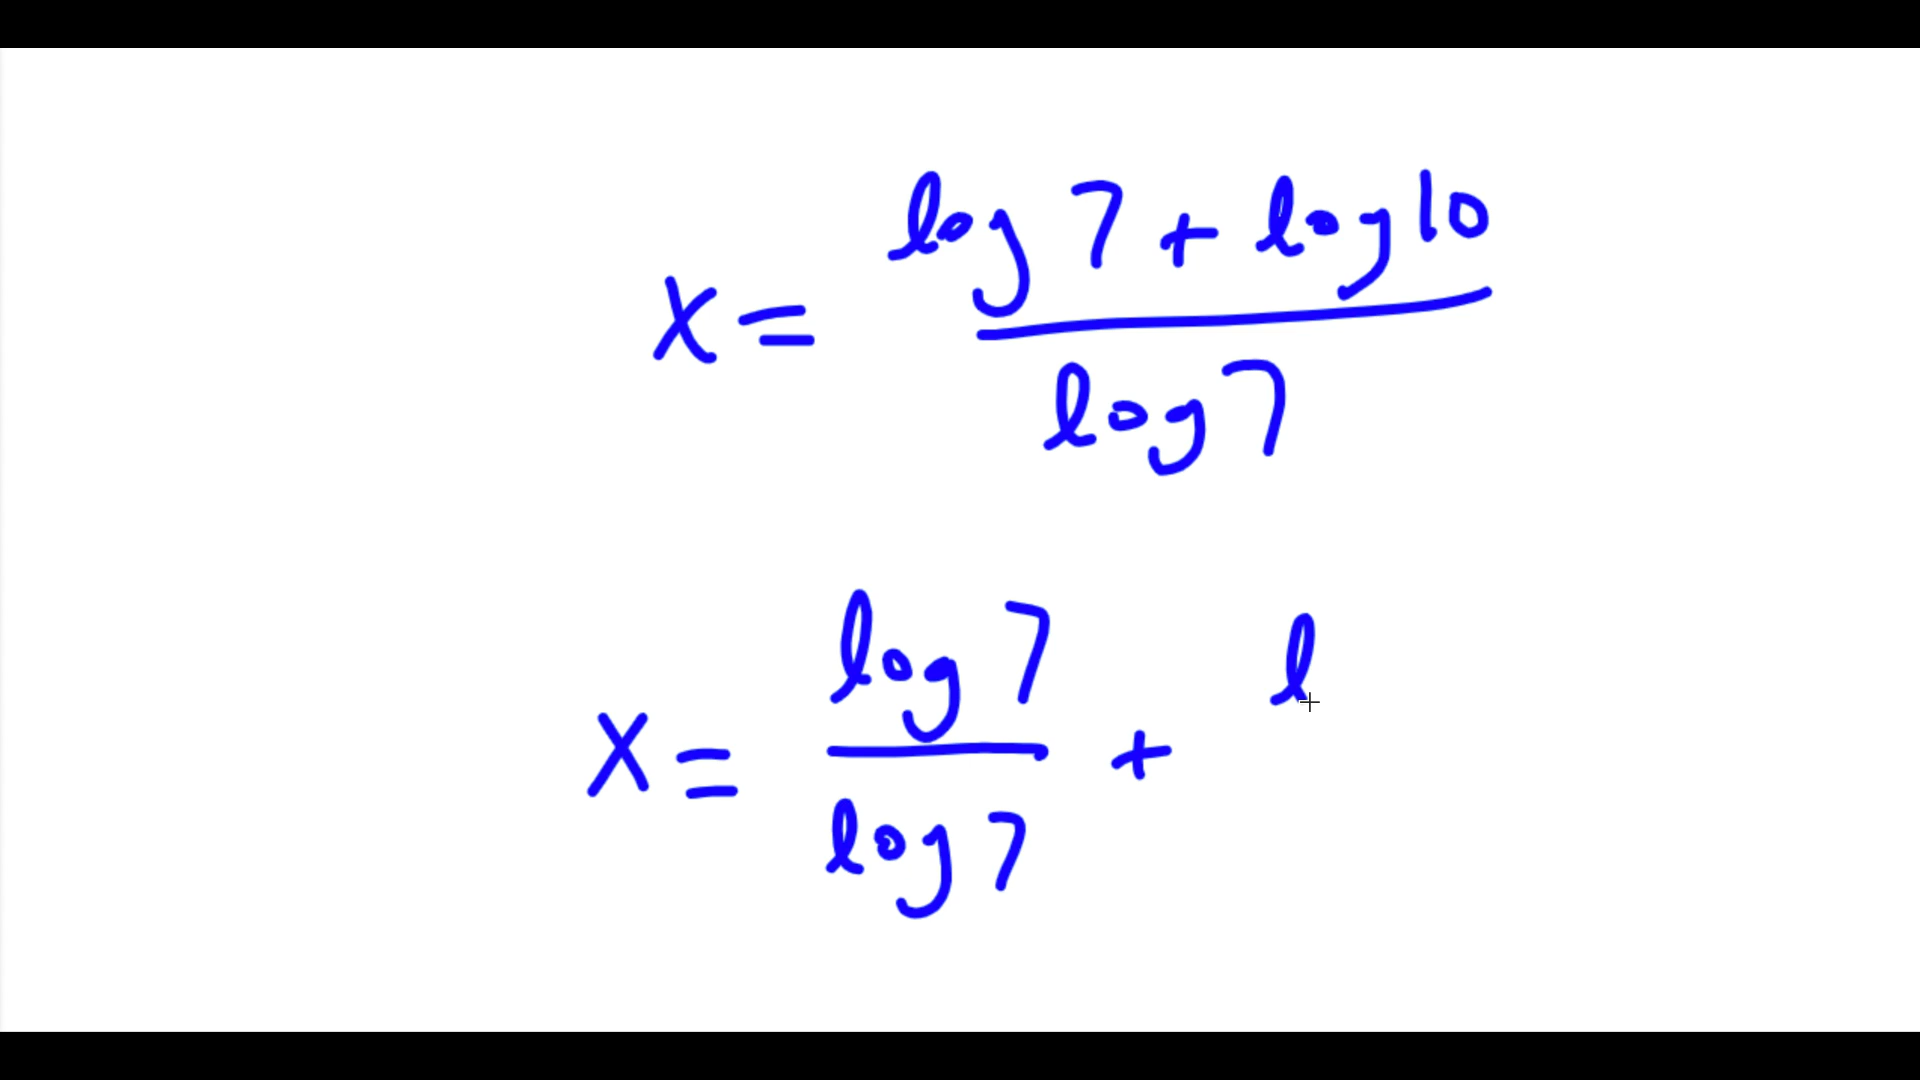 x = (log 7 + log 10) / log 7
x = log 7 / log 7 + l